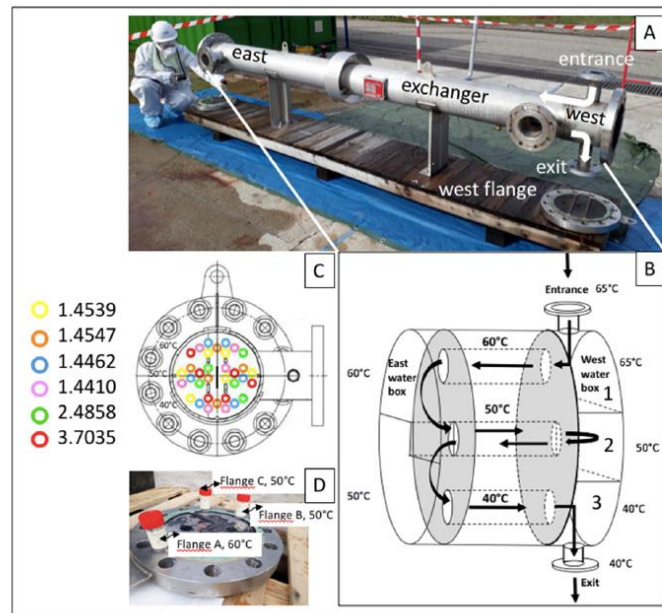 A
east
exchanger
west
entrance
exit
west flange
C
60°C
50°C
40°C
1.4539
1.4547
1.4462
1.4410
2.4858
3.7035
D
Flange C, 50°C
Flange B, 50°C
Flange A, 60°C
B
Entrance
65°C
60°C
East water box
West water box
65°C
60°C
1
50°C
2
50°C
50°C
3
40°C
40°C
40°C
Exit